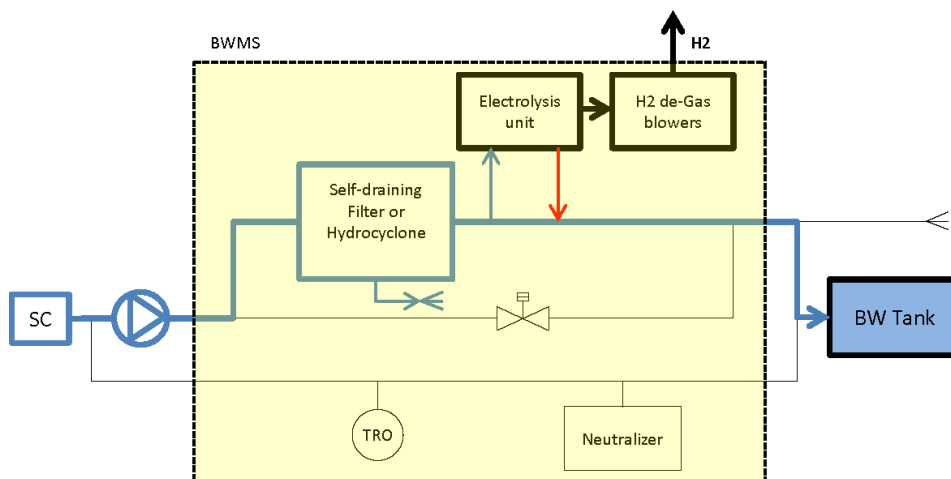 BWMS
H2
Electrolysis
unit
H2 de-Gas
blowers
Self-draining
Filter or
Hydrocyclone
SC
BW Tank
TRO
Neutralizer